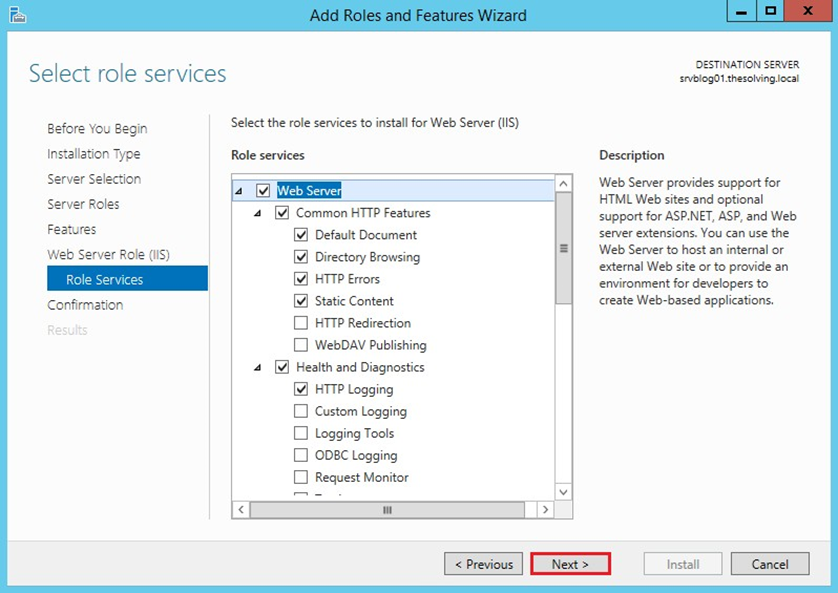 Add Roles and Features Wizard
Select role services
DESTINATION SERVER
srvblog01.thesolving.local
Before You Begin
Installation Type
Server Selection
Server Roles
Features
Web Server Role (IIS)
Role Services
Confirmation
Results
Select the role services to install for Web Server (IIS)
Role services
Web Server
Common HTTP Features
Default Document
Directory Browsing
HTTP Errors
Static Content
HTTP Redirection
WebDAV Publishing
Health and Diagnostics
HTTP Logging
Custom Logging
Logging Tools
ODBC Logging
Request Monitor
Description
Web Server provides support for
HTML Web sites and optional
support for ASP.NET, ASP, and Web
server extensions. You can use the
Web Server to host an internal or
external Web site or to provide an
environment for developers to
create Web-based applications.
< Previous
Next >
Install
Cancel